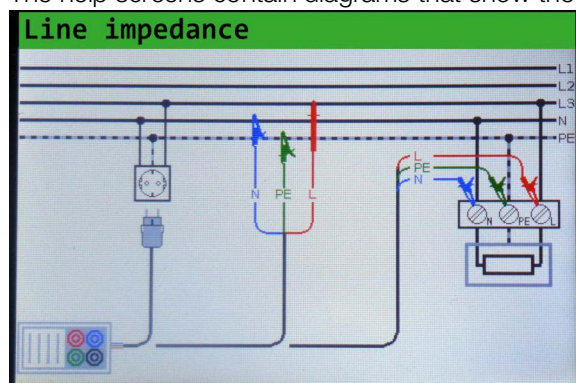 The help screens contain diagrams that show the
Line impedance
L1
L2
L3
N
PE
L
PE
N
N PE L
N PE L